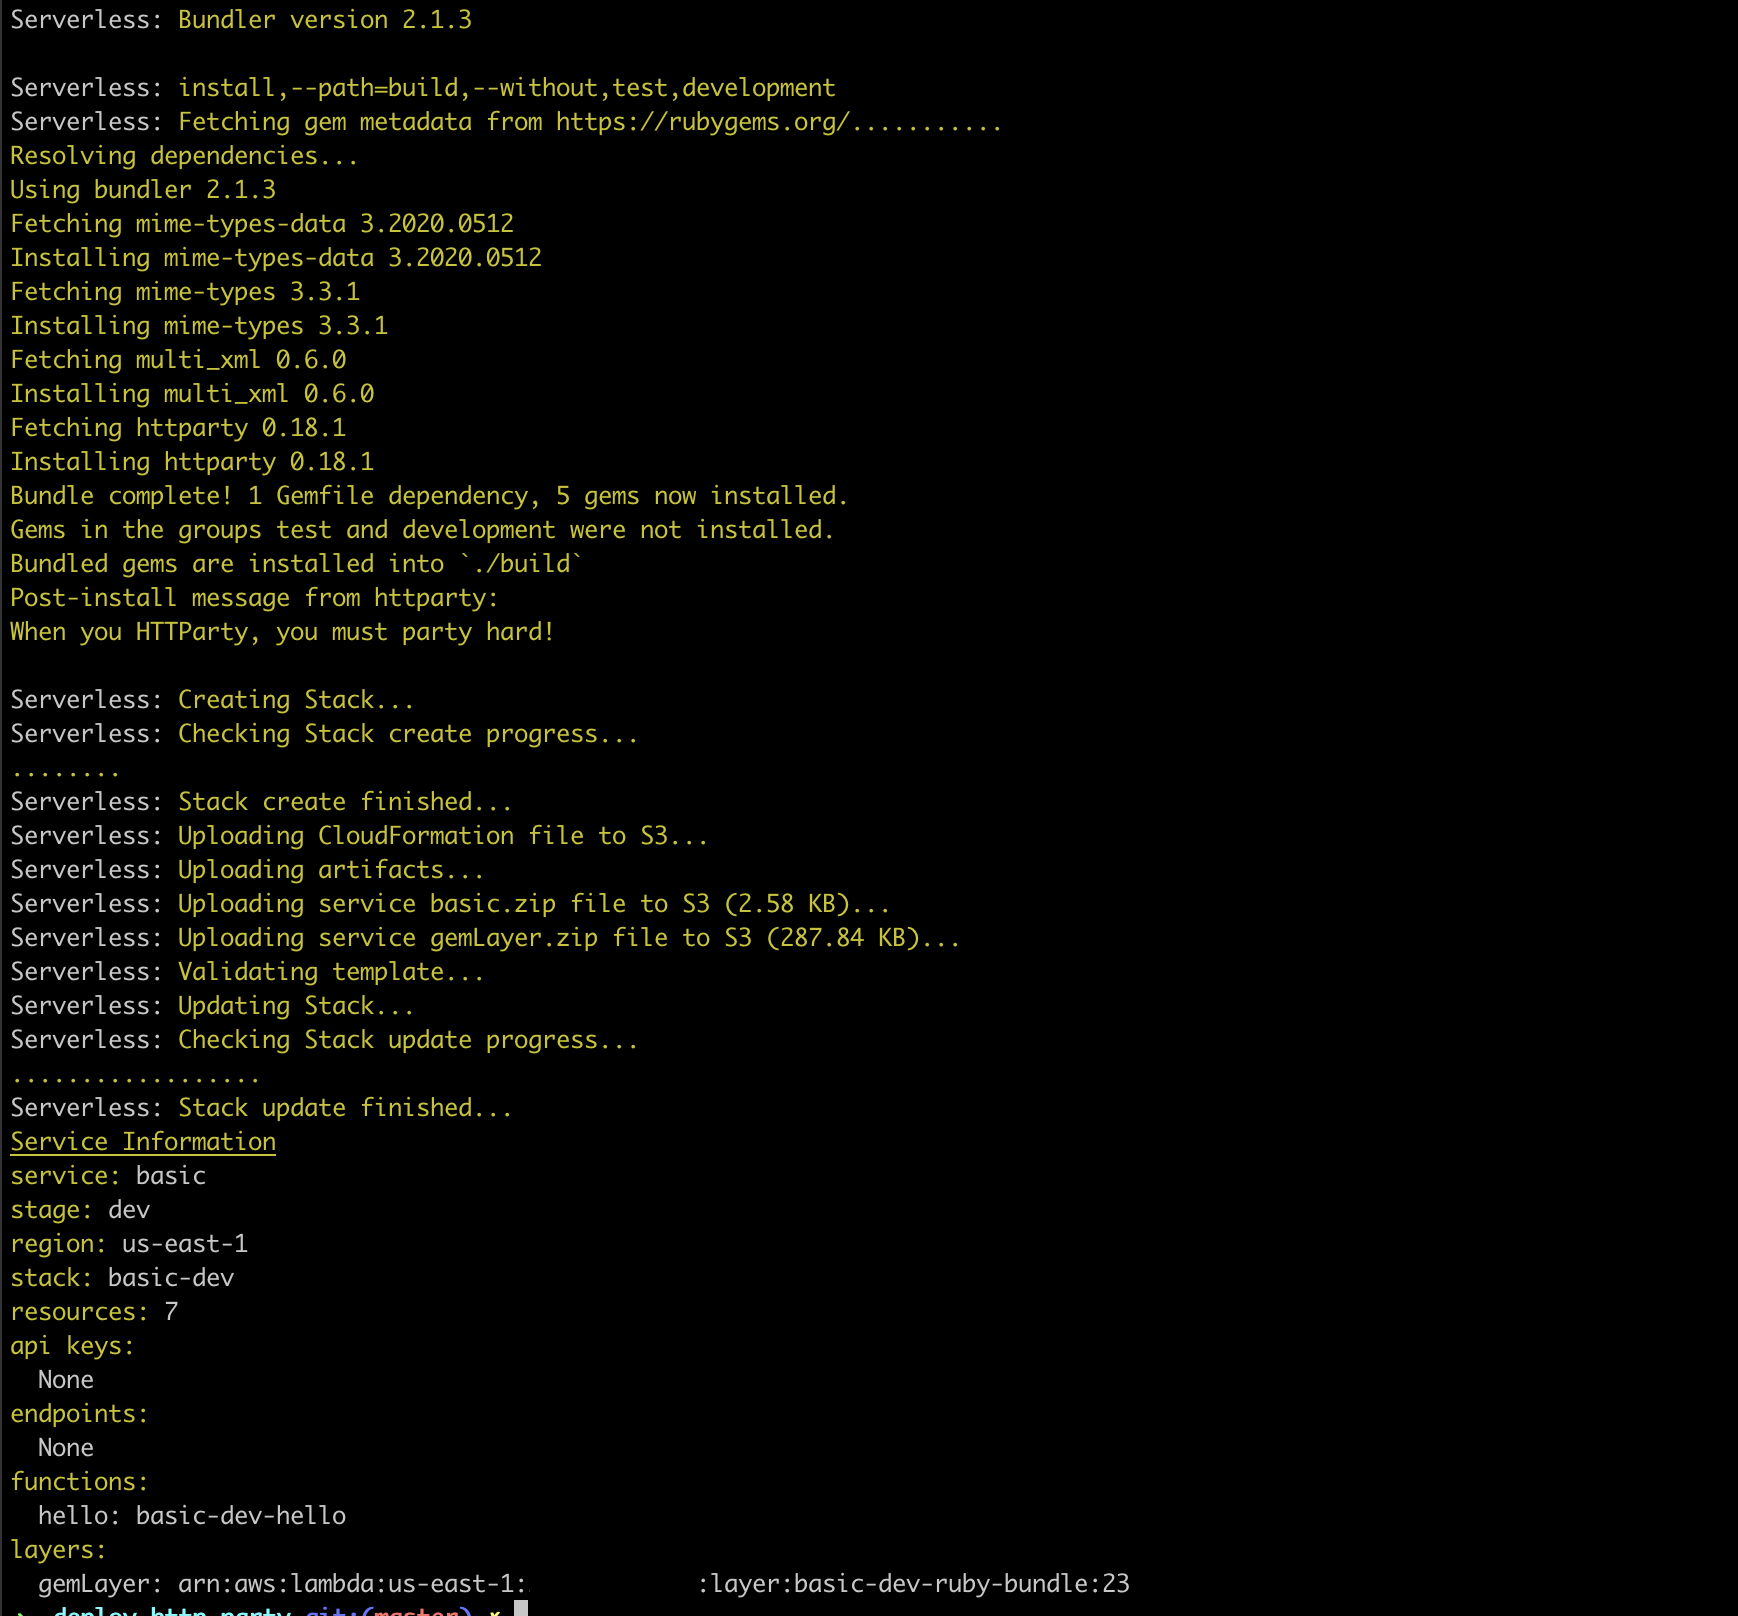 Serverless: Bundler version 2.1.3
Serverless: install,--path=build,--without,test,development
Serverless: Fetching gem metadata from https://rubygems.org/...........
Resolving dependencies...
Using bundler 2.1.3
Fetching mime-types-data 3.2020.0512
Installing mime-types-data 3.2020.0512
Fetching mime-types 3.3.1
Installing mime-types 3.3.1
Fetching multi_xml 0.6.0
Installing multi_xml 0.6.0
Fetching httparty 0.18.1
Installing httparty 0.18.1
Bundle complete! 1 Gemfile dependency, 5 gems now installed.
Gems in the groups test and development were not installed.
Bundled gems are installed into `./build`
Post-install message from httparty:
When you HTTParty, you must party hard!
Serverless: Creating Stack...
Serverless: Checking Stack create progress...
........
Serverless: Stack create finished...
Serverless: Uploading CloudFormation file to S3...
Serverless: Uploading artifacts...
Serverless: Uploading service basic.zip file to S3 (2.58 KB)...
Serverless: Uploading service gemLayer.zip file to S3 (287.84 KB)...
Serverless: Validating template...
Serverless: Updating Stack...
Serverless: Checking Stack update progress...
..................
Serverless: Stack update finished...
Service Information
service: basic
stage: dev
region: us-east-1
stack: basic-dev
resources: 7
api keys:
  None
endpoints:
  None
functions:
  hello: basic-dev-hello
layers:
  gemLayer: arn:aws:lambda:us-east-1: :layer:basic-dev-ruby-bundle:23
deploy http party git:(master) ✗